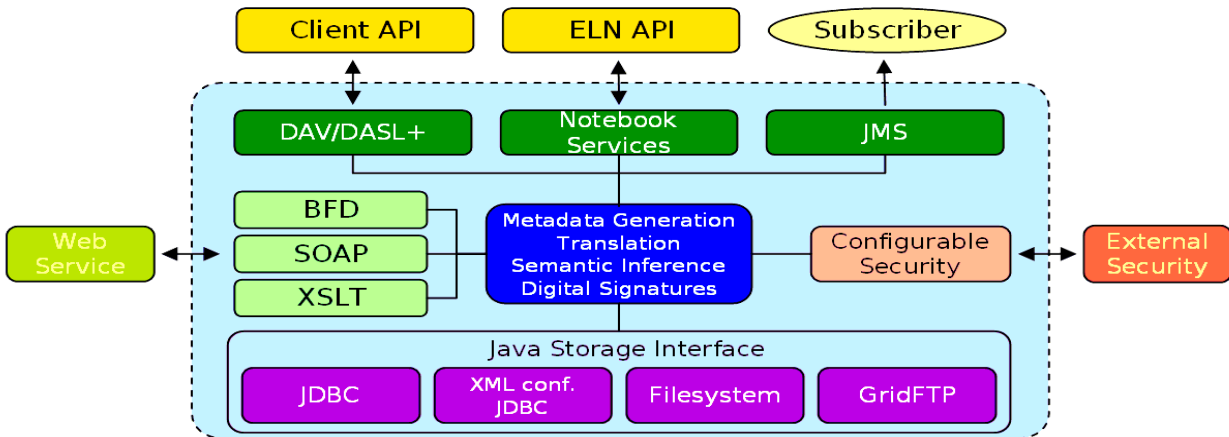 Client API
ELN API
Subscriber
DAV/DASL+
Notebook
Services
JMS
BFD
SOAP
XSLT
Web
Service
Metadata Generation
Translation
Semantic Inference
Digital Signatures
Configurable
Security
External
Security
Java Storage Interface
JDBC
XML conf.
JDBC
Filesystem
GridFTP